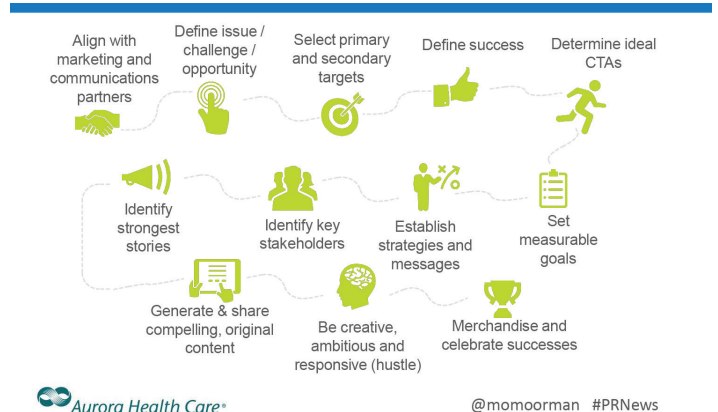 Align with
marketing and
communications
partners
Define issue /
challenge /
opportunity
Select primary
and secondary
targets
Define success
Determine ideal
CTAs
Set
measurable
goals
Establish
strategies and
messages
Identify key
stakeholders
Identify
strongest
stories
Generate & share
compelling, original
content
Be creative,
ambitious and
responsive (hustle)
Merchandise and
celebrate successes
Aurora Health Care®
@momoorman #PRNews